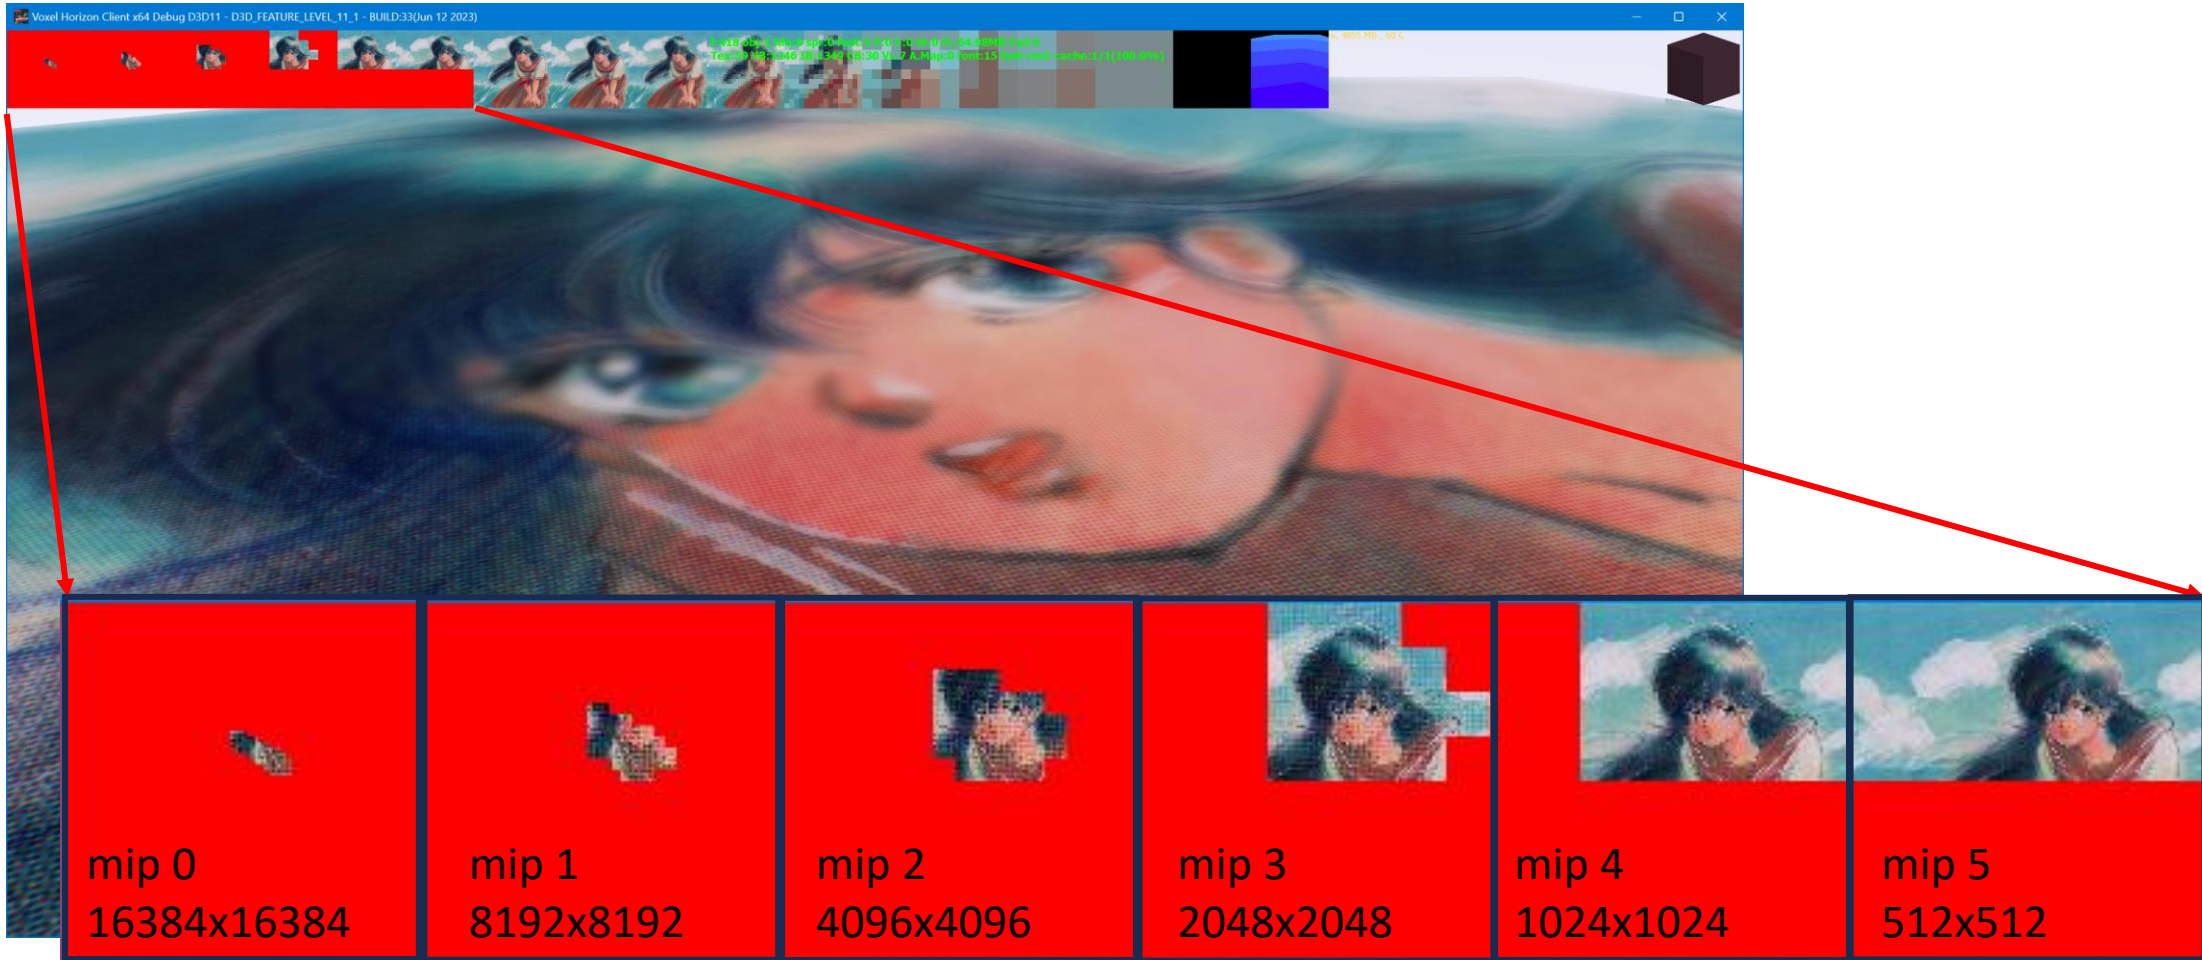 Voxel Horizon Client x64 Debug D3D11 - D3D_FEATURE_LEVEL_11_1 - BUILD:33(Jun 12 2023)
mip 0
16384x16384
mip 1
8192x8192
mip 2
4096x4096
mip 3
2048x2048
mip 4
1024x1024
mip 5
512x512